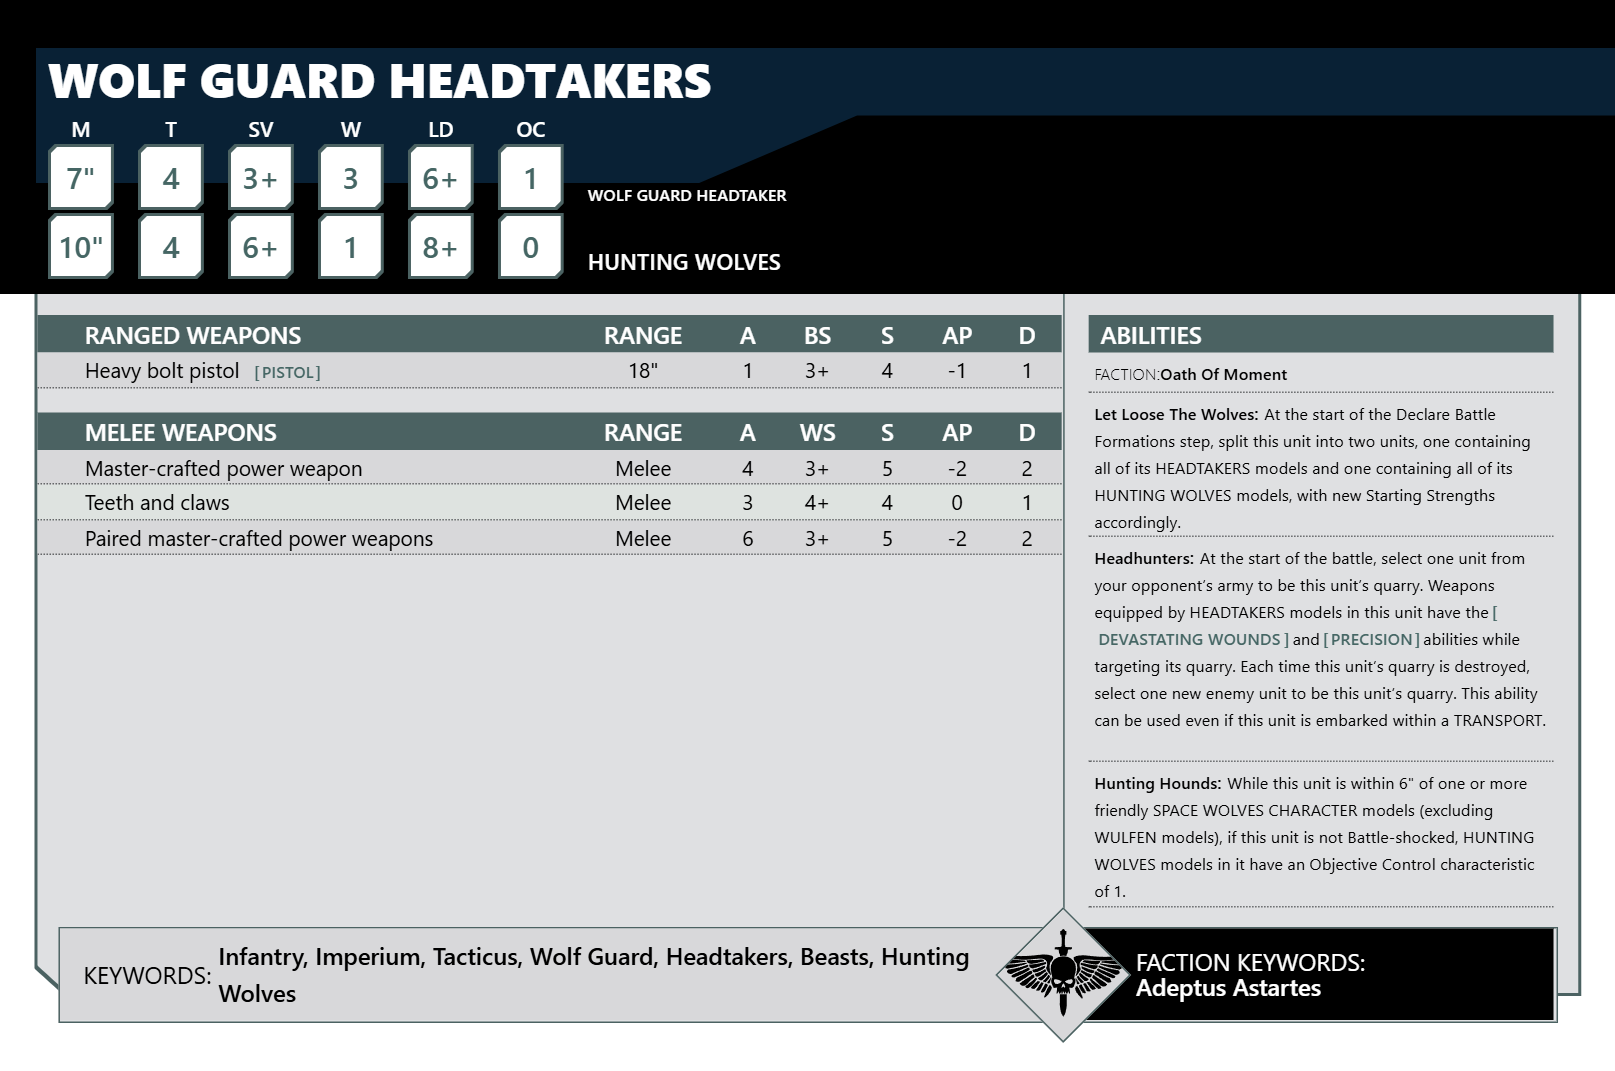 WOLF GUARD HEADTAKERS
M T SV W LD OC
7" 4 3+ 3 6+ 1 WOLF GUARD HEADTAKER
10" 4 6+ 1 8+ 0 HUNTING WOLVES
RANGED WEAPONS RANGE A BS S AP D
Heavy bolt pistol [PISTOL] 18" 1 3+ 4 -1 1
MELEE WEAPONS RANGE A WS S AP D
Master-crafted power weapon Melee 4 3+ 5 -2 2
Teeth and claws Melee 3 4+ 4 0 1
Paired master-crafted power weapons Melee 6 3+ 5 -2 2
ABILITIES
FACTION:Oath Of Moment
Let Loose The Wolves: At the start of the Declare Battle
Formations step, split this unit into two units, one containing
all of its HEADTAKERS models and one containing all of its
HUNTING WOLVES models, with new Starting Strengths
accordingly.
Headhunters: At the start of the battle, select one unit from
your opponent's army to be this unit's quarry. Weapons
equipped by HEADTAKERS models in this unit have the [
DEVASTATING WOUNDS ] and [PRECISION] abilities while
targeting its quarry. Each time this unit's quarry is destroyed,
select one new enemy unit to be this unit's quarry. This ability
can be used even if this unit is embarked within a TRANSPORT.
Hunting Hounds: While this unit is within 6" of one or more
friendly SPACE WOLVES CHARACTER models (excluding
WULFEN models), if this unit is not Battle-shocked, HUNTING
WOLVES models in it have an Objective Control characteristic
of 1.
KEYWORDS: Infantry, Imperium, Tacticus, Wolf Guard, Headtakers, Beasts, Hunting
Wolves
FACTION KEYWORDS:
Adeptus Astartes